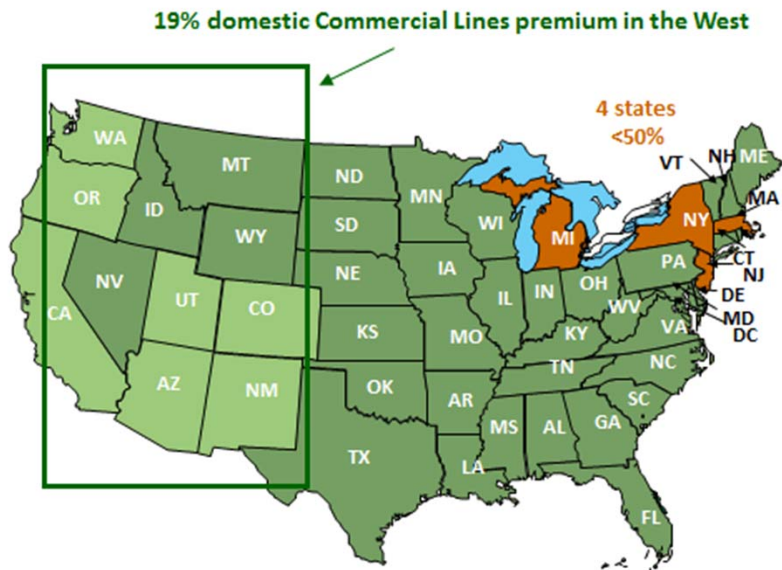 19% domestic Commercial Lines premium in the West
4 states
<50%
WA
MT
ND
MN
VT
NH
ME
OR
ID
SD
WI
MI
NY
MA
WY
CT
NJ
NV
NE
IA
PA
CA
UT
CO
IL
IN
OH
DE
MD
DC
WV
VA
KS
MO
KY
AZ
NM
OK
TN
NC
AR
SC
MS
AL
GA
TX
LA
FL